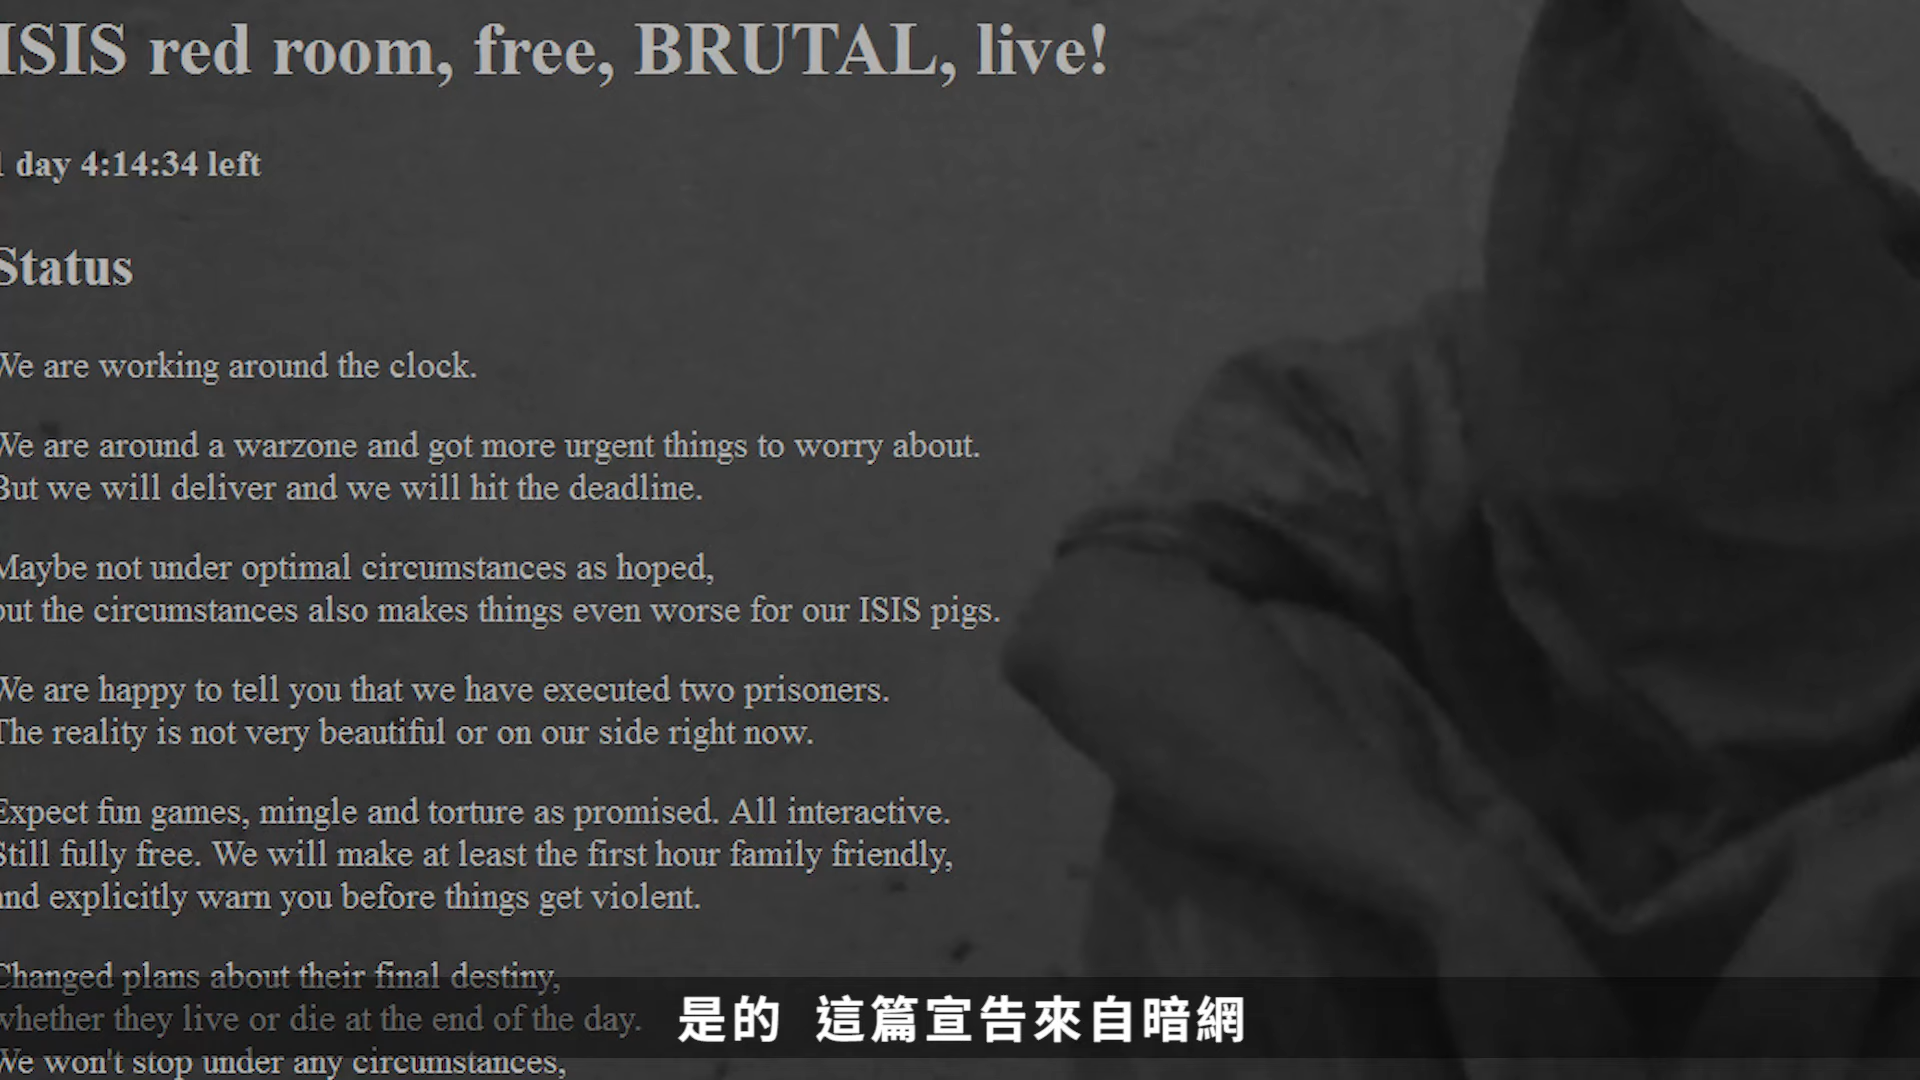 ISIS red room, free, BRUTAL, live!
1 day 4:14:34 left
Status
We are working around the clock.
We are around a warzone and got more urgent things to worry about.
But we will deliver and we will hit the deadline.
Maybe not under optimal circumstances as hoped,
but the circumstances also makes things even worse for our ISIS pigs.
We are happy to tell you that we have executed two prisoners.
The reality is not very beautiful or on our side right now.
Expect fun games, mingle and torture as promised. All interactive.
Still fully free. We will make at least the first hour family friendly,
and explicitly warn you before things get violent.
Changed plans about their final destiny,
whether they live or die at the end of the day.
We won't stop under any circumstances,
是的 這篇宣告來自暗網